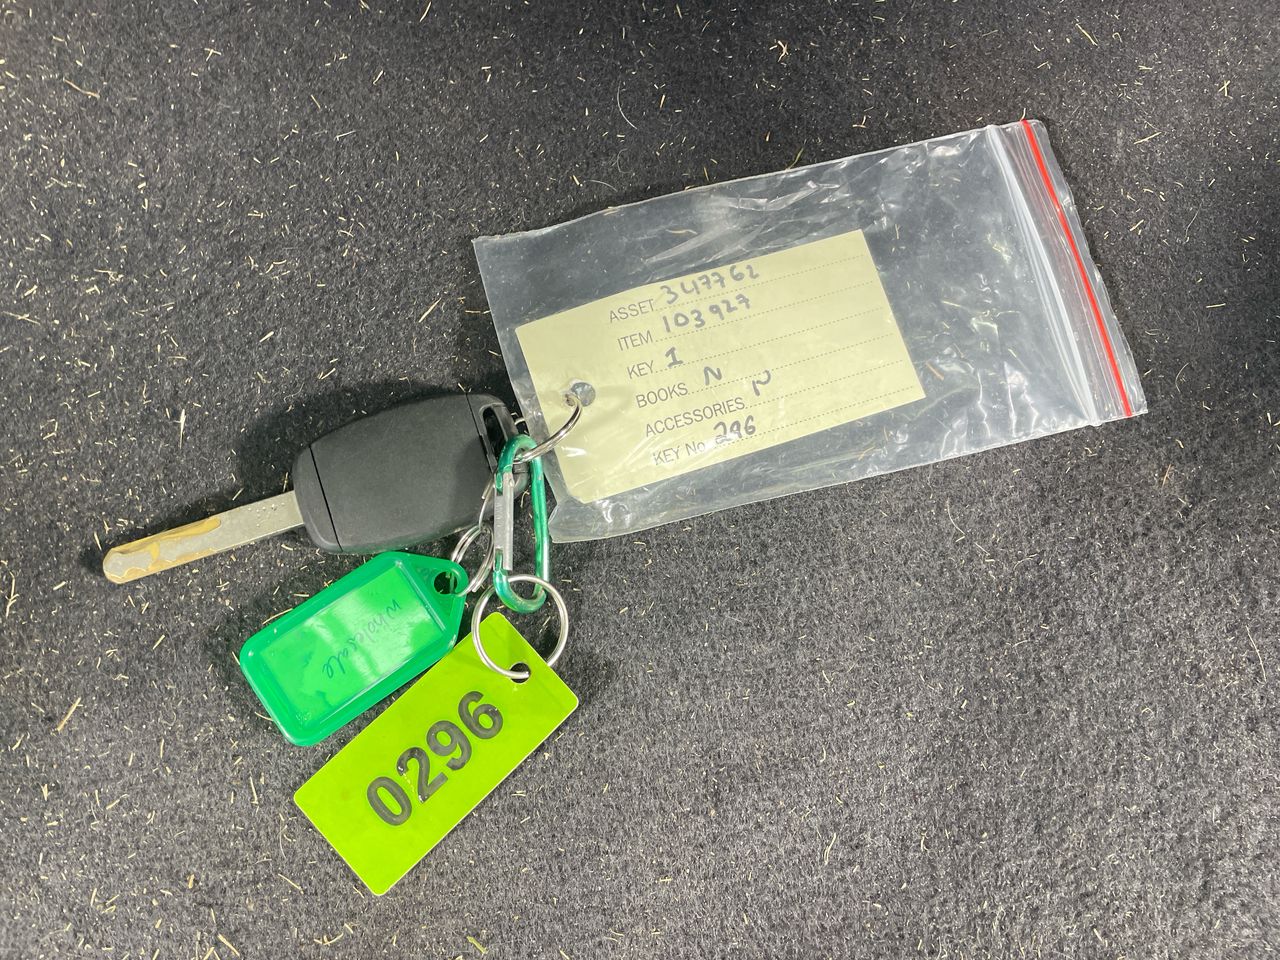 ASSET 347762
ITEM 103927
KEY 1
BOOKS N
ACCESSORIES N
KEY No 296
wholesale
0296